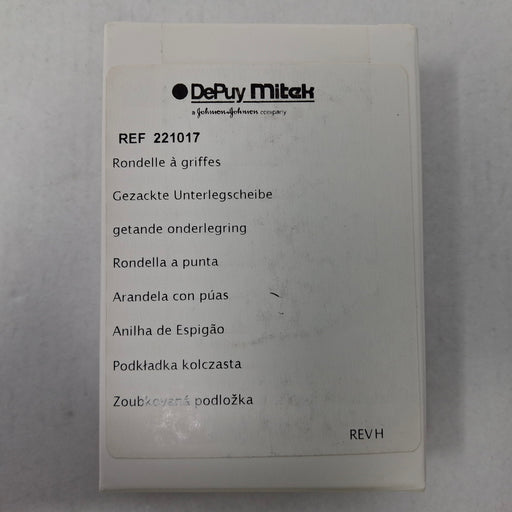 DePuy Mitek
a Johnson & Johnson company
REF 221017
Rondelle à griffes
Gezackte Unterlegscheibe
getande onderlegring
Rondella a punta
Arandela con púas
Anilha de Espigão
Podkładka kolczasta
Zoubkovaná podložka
REV H